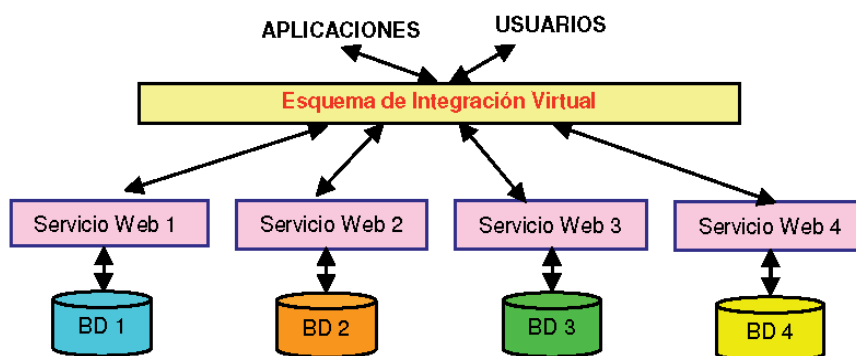 APLICACIONES
USUARIOS
Esquema de Integración Virtual
Servicio Web 1
Servicio Web 2
Servicio Web 3
Servicio Web 4
BD 1
BD 2
BD 3
BD 4